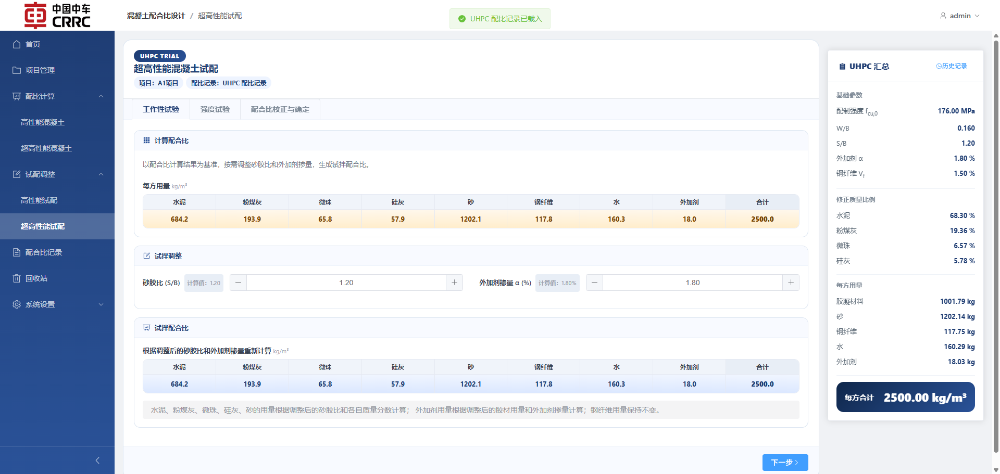 中国中车
CRRC
混凝土配合比设计 / 超高性能试配
UHPC 配比记录已载入
admin
首页
项目管理
配比计算
高性能混凝土
超高性能混凝土
试配调整
高性能试配
超高性能试配
配合比记录
回收站
系统设置
UHPC TRIAL
超高性能混凝土试配
项目：A1项目 配比记录：UHPC 配比记录
工作性试验 强度试验 配合比校正与确定
计算配合比
以配合比计算结果为基准，按需调整砂胶比和外加剂掺量，生成试拌配合比。
每方用量 kg/m³
水泥 粉煤灰 微珠 硅灰 砂 钢纤维 水 外加剂 合计
684.2 193.9 65.8 57.9 1202.1 117.8 160.3 18.0 2500.0
试拌调整
砂胶比 (S/B) 计算值：1.20 1.20 外加剂掺量 α (%) 计算值：1.80% 1.80
试拌配合比
根据调整后的砂胶比和外加剂掺量重新计算 kg/m³
水泥 粉煤灰 微珠 硅灰 砂 钢纤维 水 外加剂 合计
684.2 193.9 65.8 57.9 1202.1 117.8 160.3 18.0 2500.0
水泥、粉煤灰、微珠、硅灰、砂的用量根据调整后的砂胶比和各自质量分数计算； 外加剂用量根据调整后的胶材用量和外加剂掺量计算；钢纤维用量保持不变。
下一步
UHPC 汇总 历史记录
基础参数
配制强度 fcu,0 176.00 MPa
W/B 0.160
S/B 1.20
外加剂 α 1.80 %
钢纤维 Vf 1.50 %
修正质量比例
水泥 68.30 %
粉煤灰 19.36 %
微珠 6.57 %
硅灰 5.78 %
每方用量
胶凝材料 1001.79 kg
砂 1202.14 kg
钢纤维 117.75 kg
水 160.29 kg
外加剂 18.03 kg
每方合计 2500.00 kg/m³